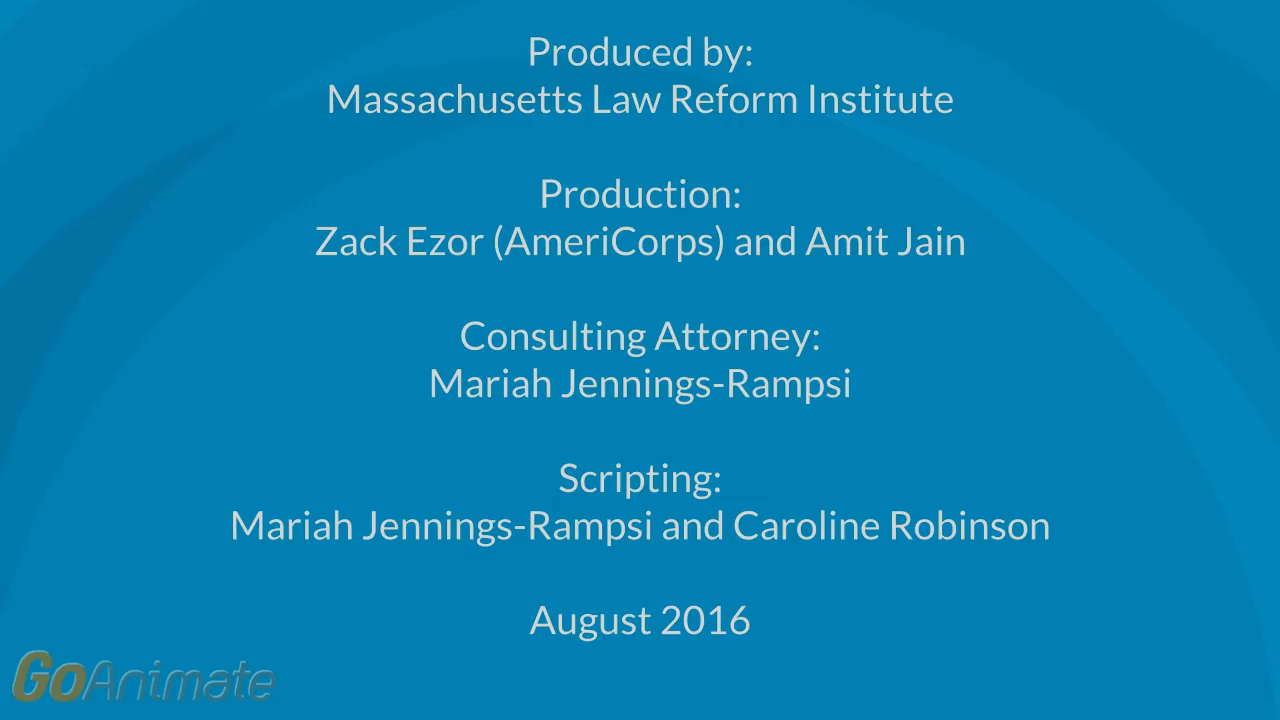 Produced by:
Massachusetts Law Reform Institute
Production:
Zack Ezor (AmeriCorps) and Amit Jain
Consulting Attorney:
Mariah Jennings-Rampsi
Scripting:
Mariah Jennings-Rampsi and Caroline Robinson
August 2016
GoAnimate